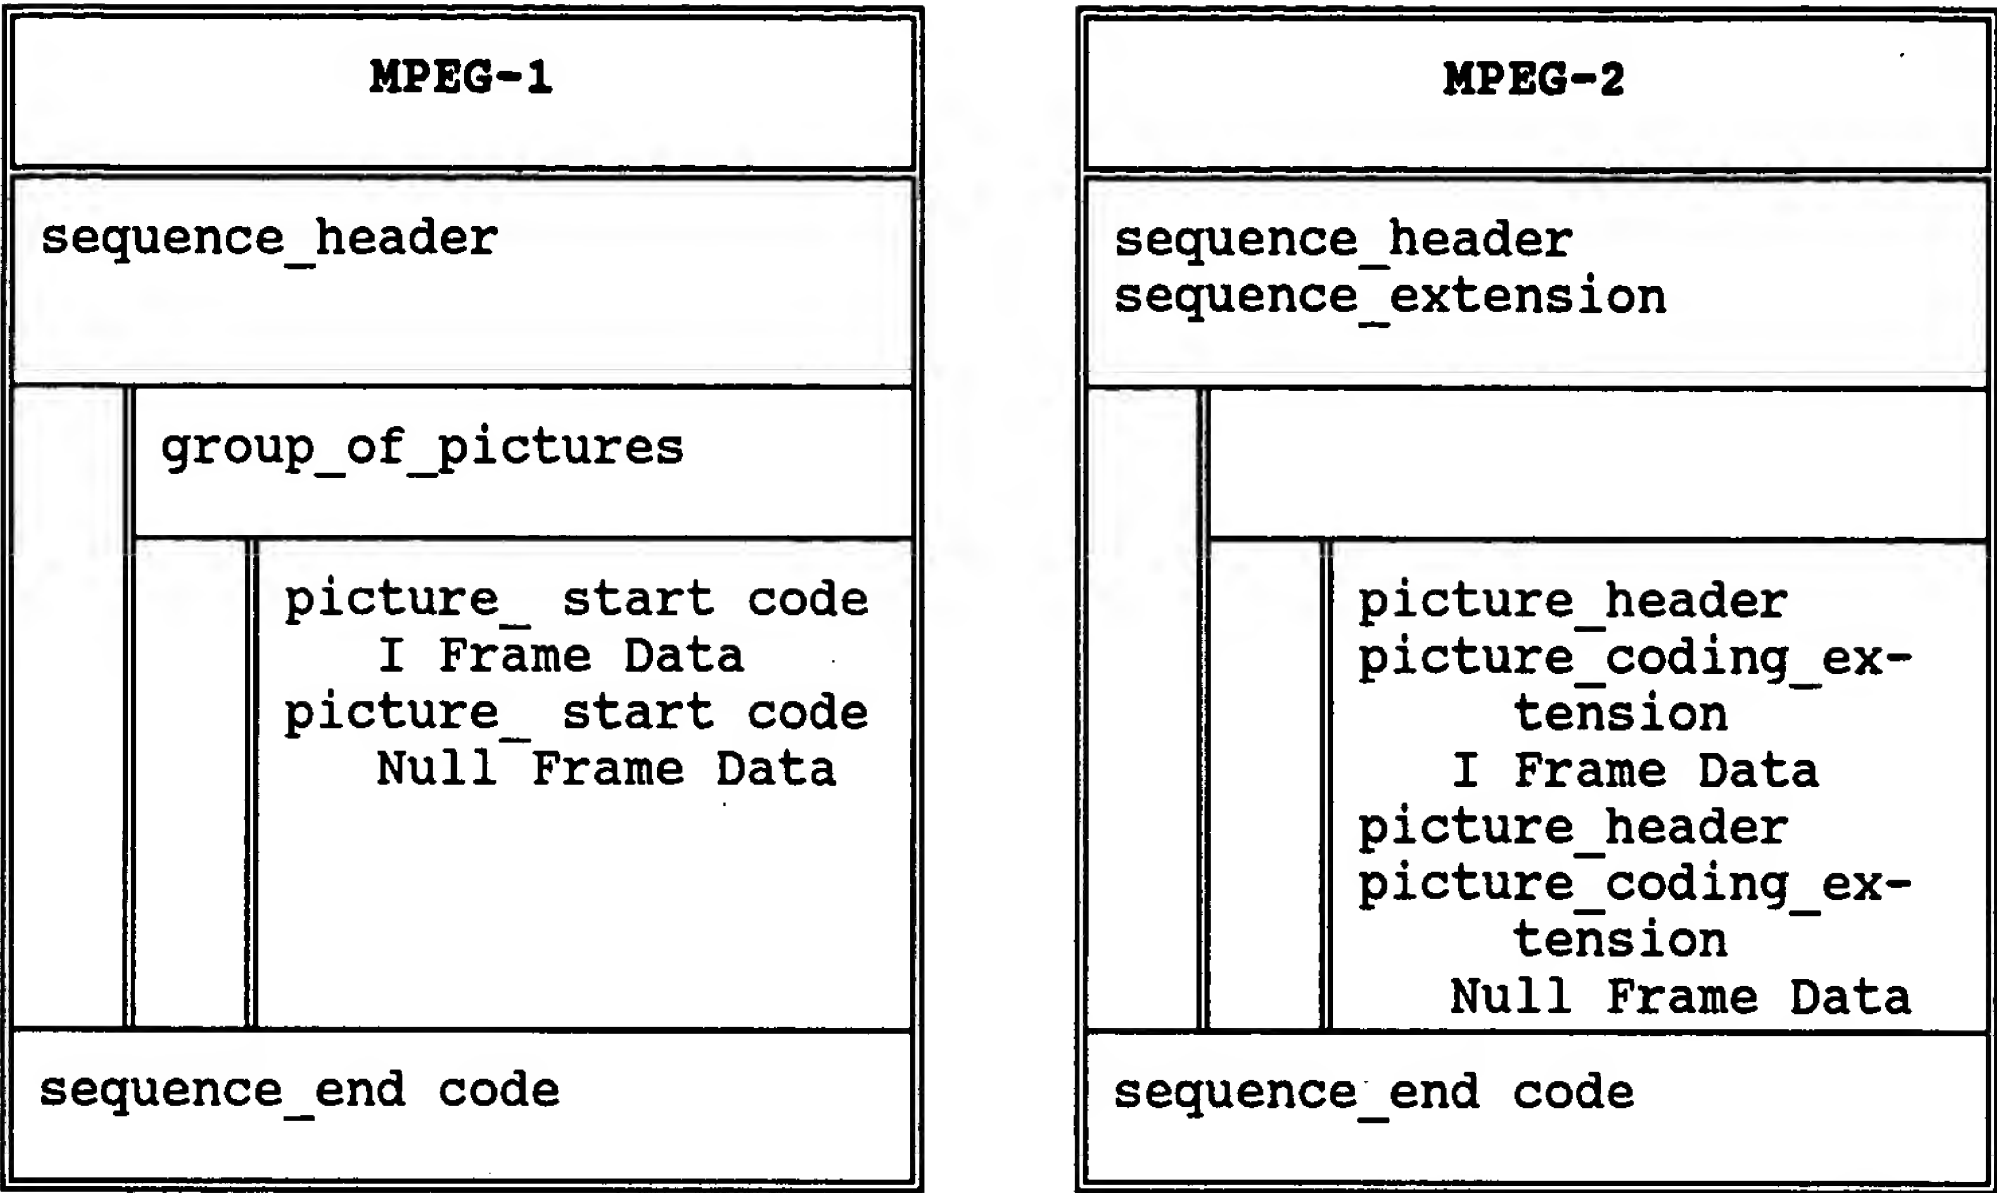 MPEG-1
sequence_header
group_of_pictures
picture_ start code
I Frame Data
picture_ start code
Null Frame Data
sequence_end code
MPEG-2
sequence_header
sequence_extension
picture_header
picture_coding_ex-
tension
I Frame Data
picture_header
picture_coding_ex-
tension
Null Frame Data
sequence_end code